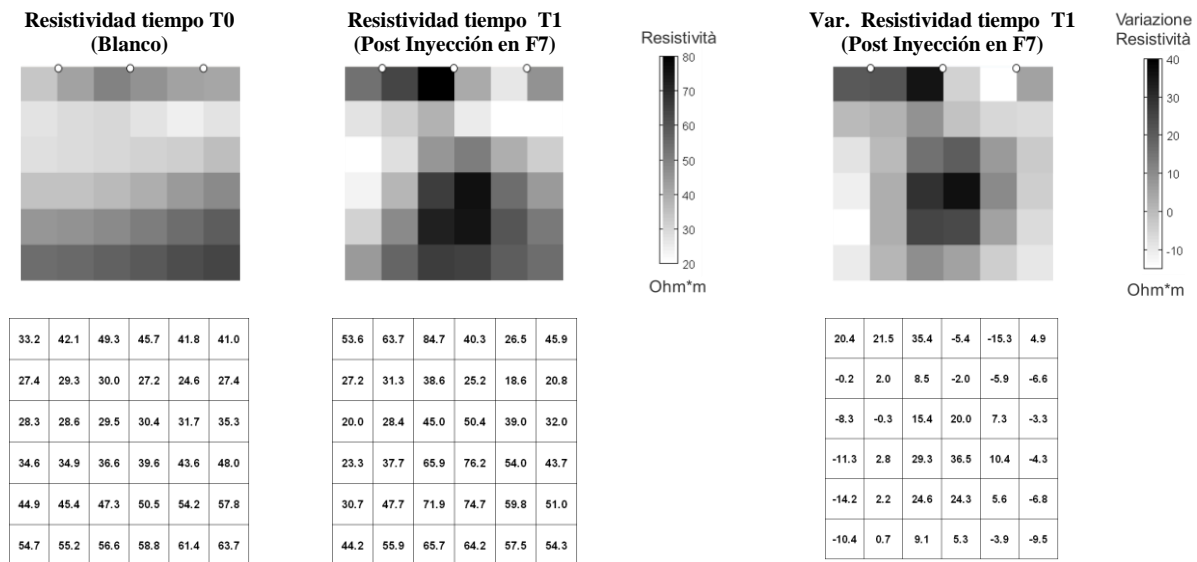 Resistividad tiempo T0
(Blanco)
Resistividad tiempo T1
(Post Inyección en F7)
Resistività
80
70
60
50
40
30
20
Ohm*m
Var. Resistividad tiempo T1
(Post Inyección en F7)
Variazione
Resistività
40
30
20
10
0
-10
Ohm*m
33.2 42.1 49.3 45.7 41.8 41.0
27.4 29.3 30.0 27.2 24.6 27.4
28.3 28.6 29.5 30.4 31.7 35.3
34.6 34.9 36.6 39.6 43.6 48.0
44.9 45.4 47.3 50.5 54.2 57.8
54.7 55.2 56.6 58.8 61.4 63.7
53.6 63.7 84.7 40.3 26.5 45.9
27.2 31.3 38.6 25.2 18.6 20.8
20.0 28.4 45.0 50.4 39.0 32.0
23.3 37.7 65.9 76.2 54.0 43.7
30.7 47.7 71.9 74.7 59.8 51.0
44.2 55.9 65.7 64.2 57.5 54.3
20.4 21.5 35.4 -5.4 -15.3 4.9
-0.2 2.0 8.5 -2.0 -5.9 -6.6
-8.3 -0.3 15.4 20.0 7.3 -3.3
-11.3 2.8 29.3 36.5 10.4 -4.3
-14.2 2.2 24.6 24.3 5.6 -6.8
-10.4 0.7 9.1 5.3 -3.9 -9.5